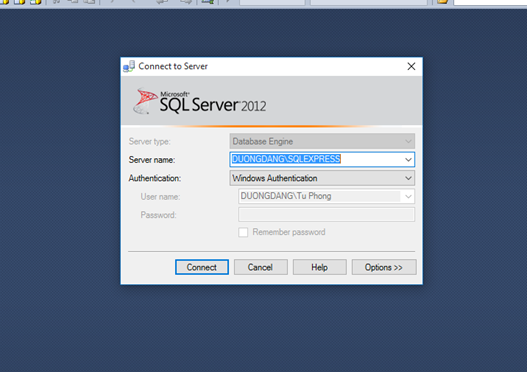 Connect to Server
Microsoft®
SQL Server® 2012
Server type: Database Engine
Server name: DUONGDANG\SQLEXPRESS
Authentication: Windows Authentication
User name: DUONGDANG\Tu Phong
Password:
Remember password
Connect Cancel Help Options >>